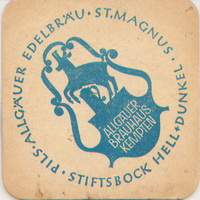 PILS · ALLGÄUER EDELBRÄU · ST. MAGNUS ·
STIFTSBOCK HELL + DUNKEL ·
ALLGÄUER
BRAUHAUS
KEMPTEN